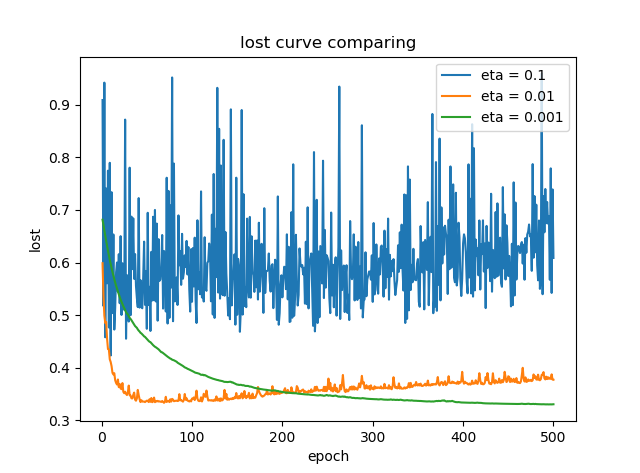 lost curve comparing
eta = 0.1
eta = 0.01
eta = 0.001
lost
0.9
0.8
0.7
0.6
0.5
0.4
0.3
0
100
200
300
400
500
epoch